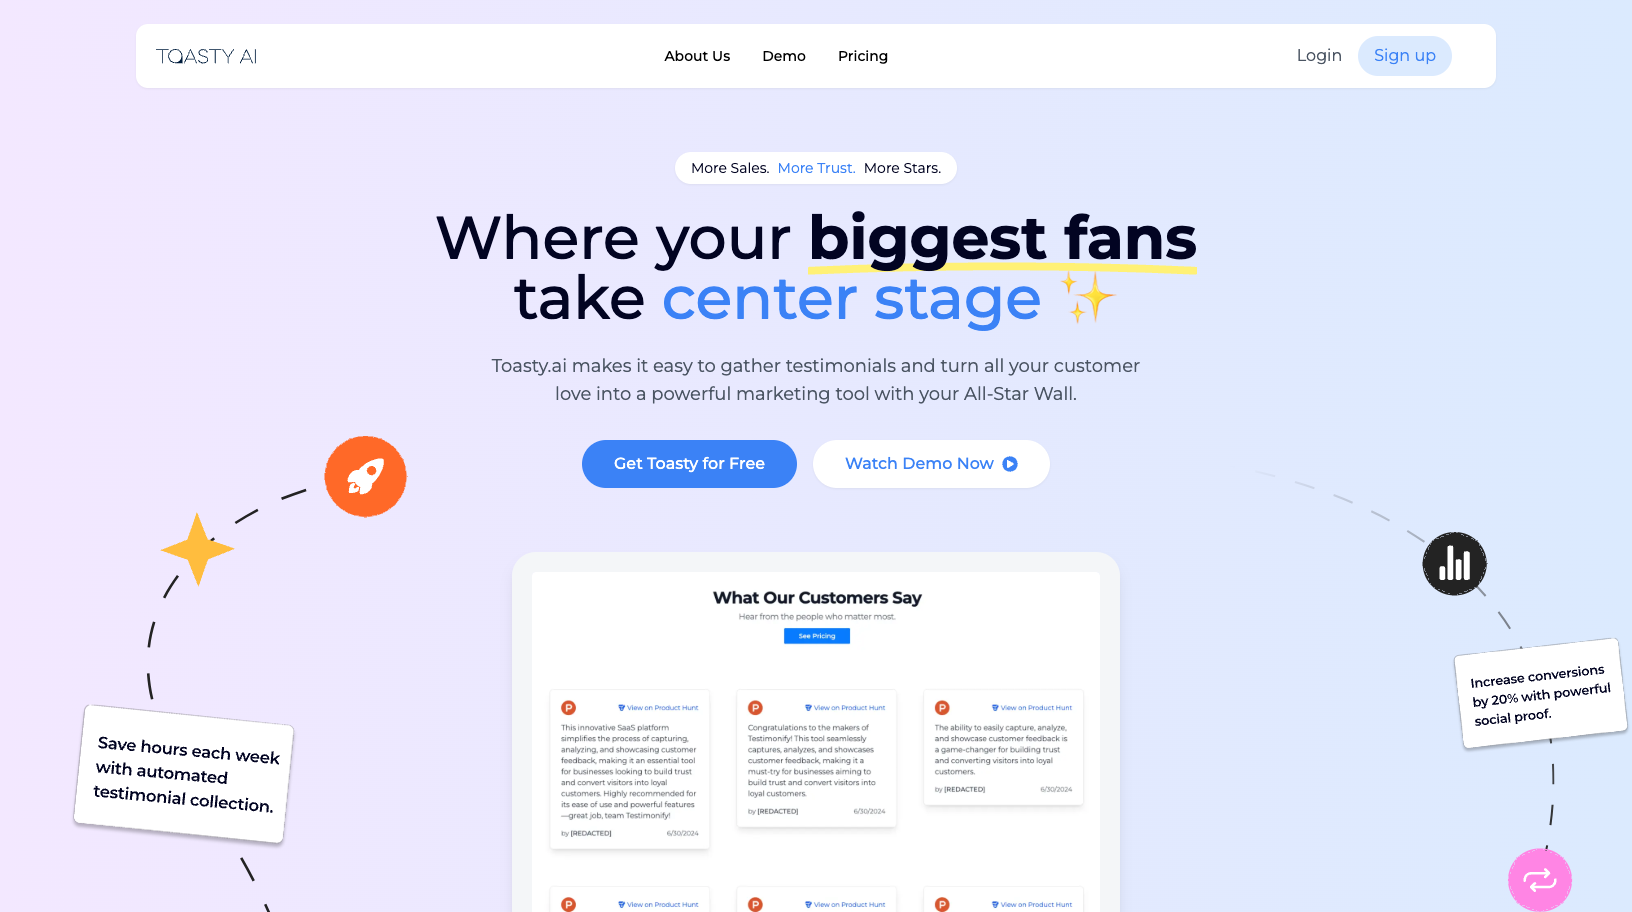 TOASTY AI
About Us
Demo
Pricing
Login
Sign up
More Sales. More Trust. More Stars.
Where your biggest fans
take center stage ✨
Toasty.ai makes it easy to gather testimonials and turn all your customer
love into a powerful marketing tool with your All-Star Wall.
Get Toasty for Free
Watch Demo Now
Save hours each week
with automated
testimonial collection.
Increase conversions
by 20% with powerful
social proof.
What Our Customers Say
Hear from the people who matter most.
See Pricing
P
View on Product Hunt
This innovative SaaS platform
simplifies the process of capturing,
analyzing, and showcasing customer
feedback, making it an essential tool
for businesses looking to build trust
and convert visitors into loyal
customers. Highly recommended for
its ease of use and powerful features
—great job, team Testimonify!
by [REDACTED]
6/30/2024
P
View on Product Hunt
Congratulations to the makers of
Testimonify! This tool seamlessly
captures, analyzes, and showcases
customer feedback, making it a
must-try for businesses aiming to
build trust and convert visitors into
loyal customers.
by [REDACTED]
6/30/2024
P
View on Product Hunt
The ability to easily capture, analyze,
and showcase customer feedback is
a game-changer for building trust
and converting visitors into loyal
customers.
by [REDACTED]
6/30/2024
P
View on Product Hunt
P
View on Product Hunt
P
View on Product Hunt